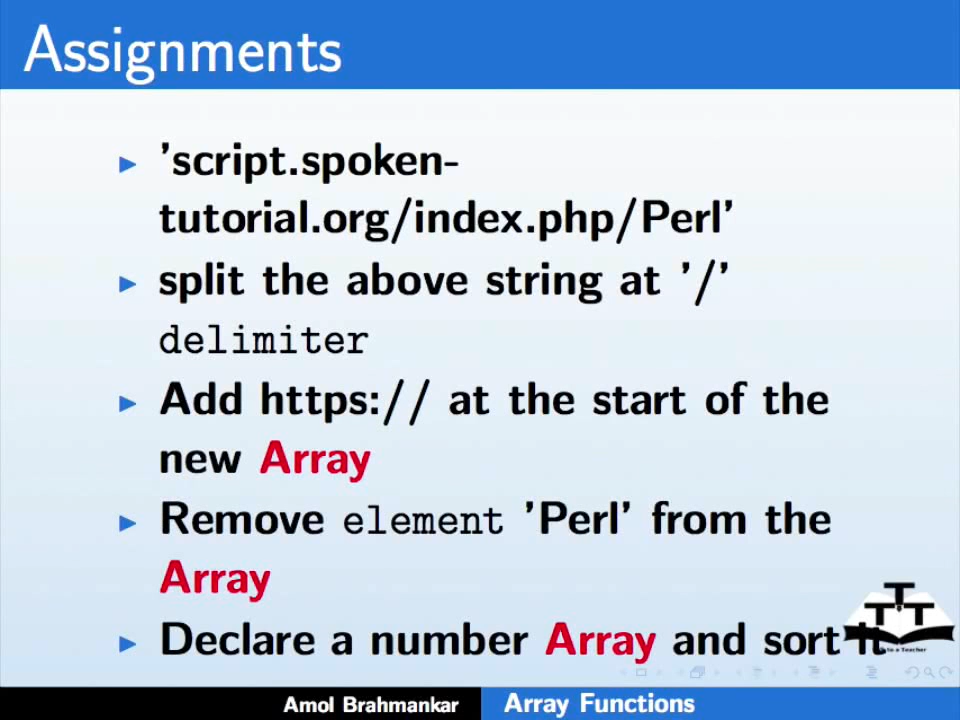 Assignments
'script.spoken-
tutorial.org/index.php/Perl'
split the above string at '/'
delimiter
Add https:// at the start of the
new Array
Remove element 'Perl' from the
Array
Declare a number Array and sort it
to a Teacher
Amol Brahmankar
Array Functions